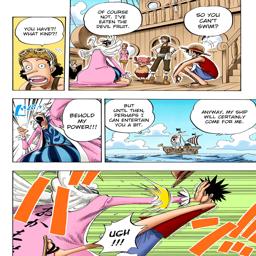 SO YOU
CAN'T
SWIM?
OF COURSE
NOT. I'VE
EATEN THE
DEVIL FRUIT.
YOU HAVE?!
WHAT KIND?!
ANYWAY, MY SHIP
WILL CERTAINLY
COME FOR ME.
BUT
UNTIL THEN,
PERHAPS I
CAN ENTERTAIN
YOU A BIT.
BEHOLD
MY
POWER!!!
UGH
!!!